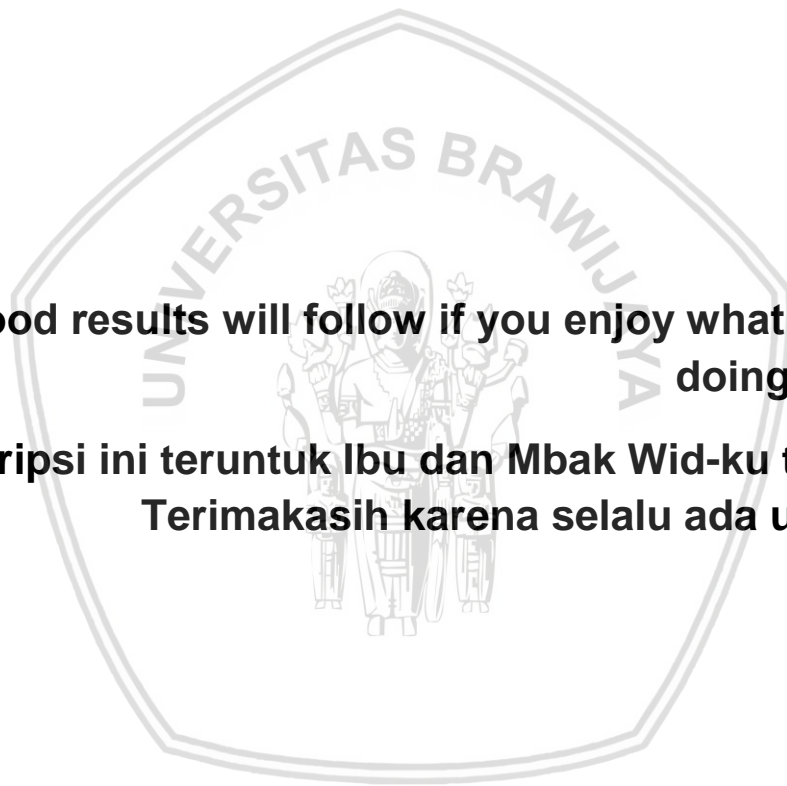 UNIVERSITAS BRAWIJAYA
ood results will follow if you enjoy what
doing
ripsi ini teruntuk Ibu dan Mbak Wid-ku t
Terimakasih karena selalu ada u